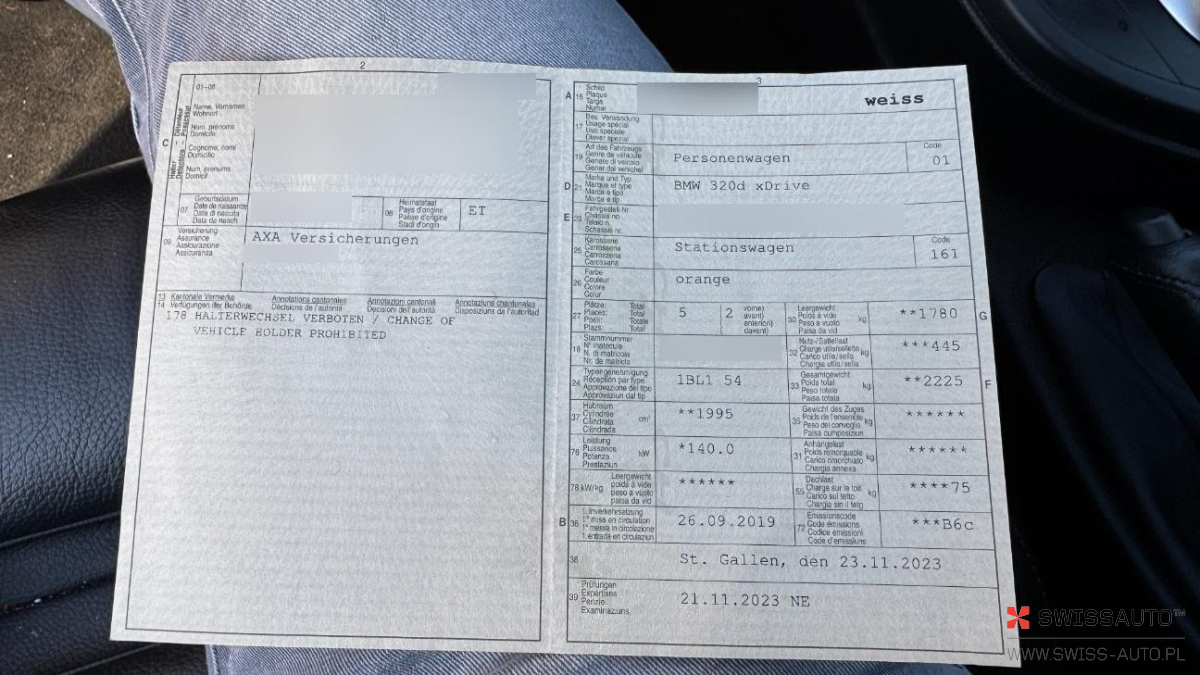 2
01-06
C
Halter
Détenteur
Detentore
Name, Vornamen
Wohnort
Nom, prénoms
Domicile
Cognome, nomi
Domicilio
Num, prenums
Domicil
07
Geburtsdatum
Date de naissance
Data di nascita
Data da nasch.
08
Heimatstaat
Pays d'origine
Paese d'origine
Stadi d'origin
ET
09
Versicherung
Assurance
Assicurazione
Assicuranza
AXA Versicherungen
13 Kantonale Vermerke
Annotations cantonales
Annotazioni cantonali
Annotaziuns chantunalas
14 Verfügungen der Behörde
Décisions de l'autorité
Decisioni dell'autorità
Disposiziuns da l'autoritad
178 HALTERWECHSEL VERBOTEN / CHANGE OF
VEHICLE HOLDER PROHIBITED
3
A 15
Schild
Plaque
Targa
Numer
weiss
17
Bes. Verwendung
Usage spécial
Uso speciale
Diever spezial
19
Art des Fahrzeugs
Genre de véhicule
Genere di veicolo
Gener dal vehichel
Personenwagen
Code
01
D 21
Marke und Typ
Marque et type
Marca e tipo
Marca e tip
BMW 320d xDrive
E 23
Fahrgestell-Nr
Châssis no
Telaio n.
Schassis nr.
25
Karosserie
Carrosserie
Carrozzeria
Carossaria
Stationswagen
Code
161
26
Farbe
Couleur
Colore
Colur
orange
27
Plätze: Total
Places: Total
Posti: Totale
Plazs: Total
5
2
vorne)
avant)
anteriori)
davant)
30
Leergewicht
Poids à vide
Peso a vuoto
Paisa da vid
kg
**1780
G
18
Stammnummer
N° matricule
N. di matricola
Nr. da matricla
32
Nutz-/Sattellast
Charge utile/sellette
Carico utile/sella
Chargia utila/sella
kg
***445
24
Typengenehmigung
Réception par type
Approvazione del tipo
Approvaziun dal tip
1BL1 54
33
Gesamtgewicht
Poids total
Peso totale
Paisa totala
kg
**2225
F
37
Hubraum
Cylindrée
Cilindrata
Cilindrada
cm³
**1995
35
Gewicht des Zuges
Poids de l'ensemble
Peso del convoglio
Paisa cumposiziun
kg
******
76
Leistung
Puissance
Potenza
Prestaziun
kW
*140.0
31
Anhängelast
Poids remorquable
Carico rimorchiato
Chargia annexa
kg
******
78 kW/kg
Leergewicht
poids à vide
peso a vuoto
paisa da vid
******
55
Dachlast
Charge sur le toit
Carico sul tetto
Chargia sin il tetg
kg
****75
B 36
1. Inverkehrsetzung
1re mise en circulation
1. messa in circolazione
1. entrada en circulaziun
26.09.2019
72
Emissionscode
Code émissions
Codice emissioni
Code d'emissiuns
***B6c
38
St. Gallen, den 23.11.2023
39
Prüfungen
Expertises
Perizie
Examinaziuns
21.11.2023 NE
SWISSAUTO™
WWW.SWISS-AUTO.PL